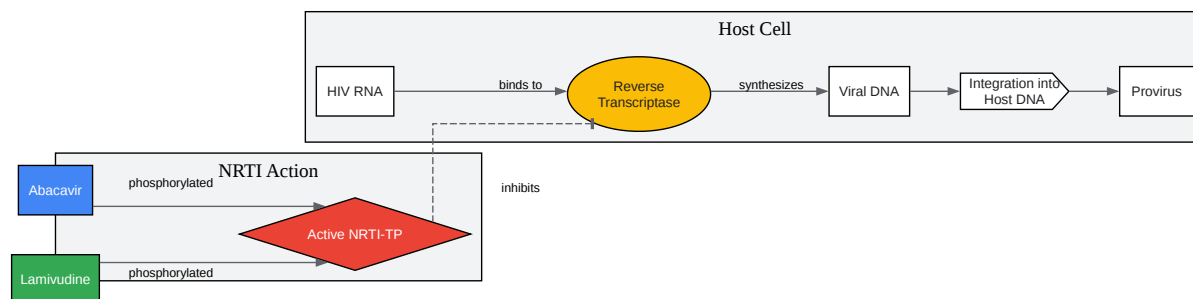 Host Cell
HIV RNA
binds to
Reverse
Transcriptase
synthesizes
Viral DNA
Integration into
Host DNA
Provirus
NRTI Action
Abacavir
phosphorylated
inhibits
Active NRTI-TP
Lamivudine
phosphorylated